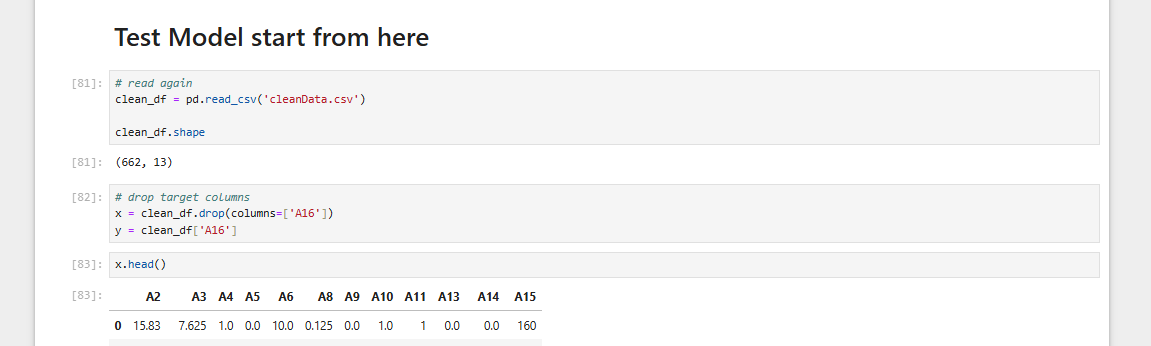 Test Model start from here
[81]: # read again
clean_df = pd.read_csv('cleanData.csv')
clean_df.shape
[81]: (662, 13)
[82]: # drop target columns
x = clean_df.drop(columns=['A16'])
y = clean_df['A16']
[83]: x.head()
[83]: A2 A3 A4 A5 A6 A8 A9 A10 A11 A13 A14 A15
0 15.83 7.625 1.0 0.0 10.0 0.125 0.0 1.0 1 0.0 0.0 160